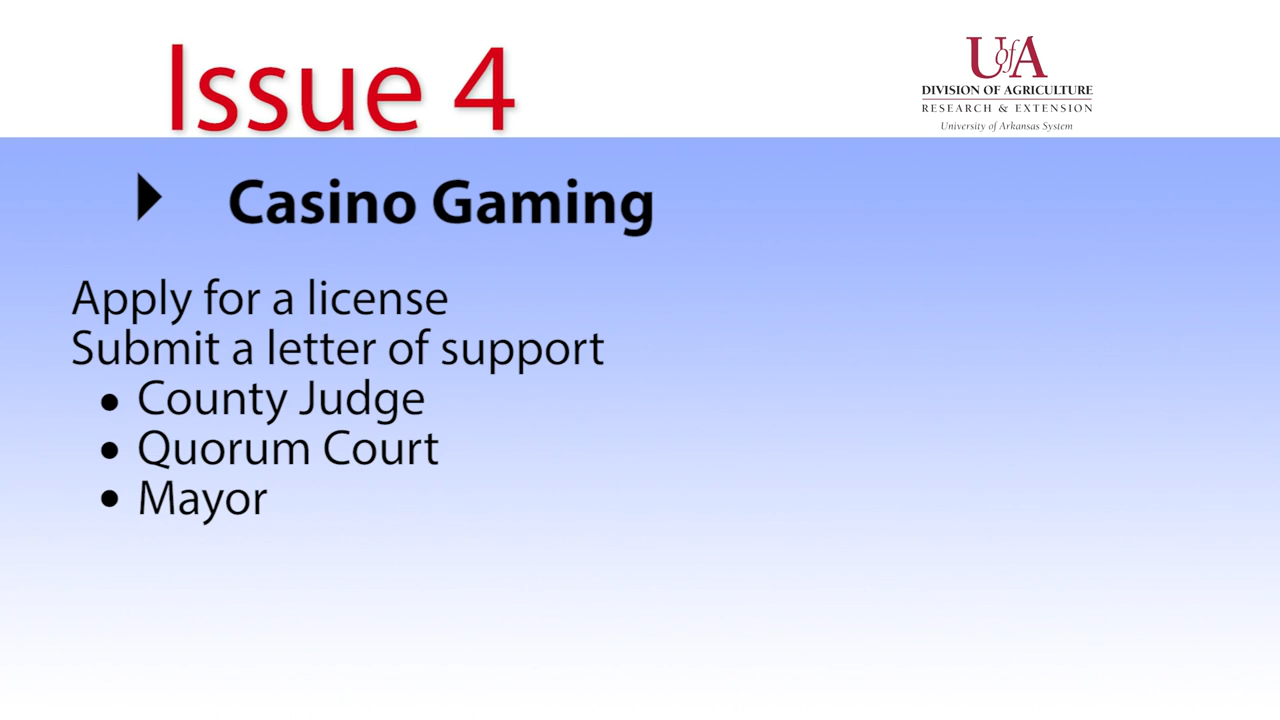 Issue 4
UofA
DIVISION OF AGRICULTURE
RESEARCH & EXTENSION
University of Arkansas System
Casino Gaming
Apply for a license
Submit a letter of support
• County Judge
• Quorum Court
• Mayor